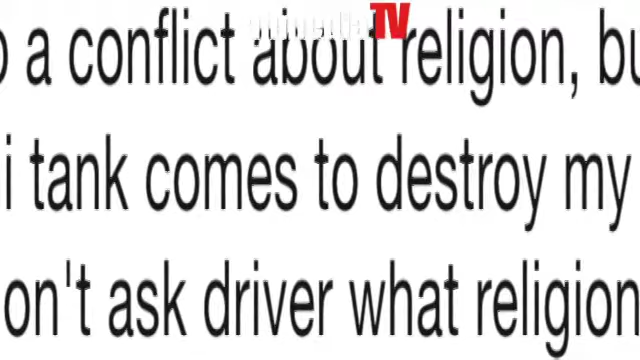 TV
o a conflict about religion, bu
i tank comes to destroy my
on't ask driver what religion